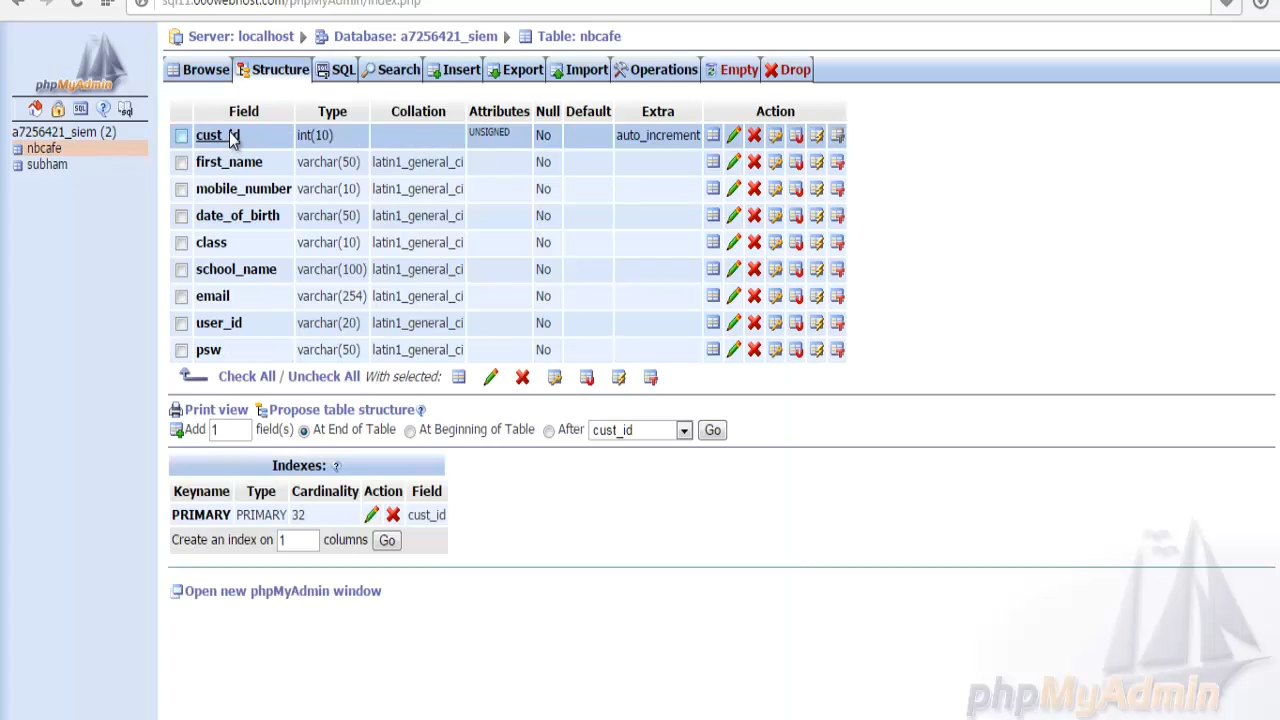 sql11.000webhost.com/phpMyAdmin/index.php
Server: localhost Database: a7256421_siem Table: nbcafe
phpMyAdmin
Browse Structure SQL Search Insert Export Import Operations Empty Drop
SQL
a7256421_siem (2)
nbcafe
subham
Field Type Collation Attributes Null Default Extra Action
cust_id int(10) UNSIGNED No auto_increment
first_name varchar(50) latin1_general_ci No
mobile_number varchar(10) latin1_general_ci No
date_of_birth varchar(50) latin1_general_ci No
class varchar(10) latin1_general_ci No
school_name varchar(100) latin1_general_ci No
email varchar(254) latin1_general_ci No
user_id varchar(20) latin1_general_ci No
psw varchar(50) latin1_general_ci No
Check All / Uncheck All With selected:
Print view Propose table structure
Add 1 field(s) At End of Table At Beginning of Table After cust_id Go
Indexes:
Keyname Type Cardinality Action Field
PRIMARY PRIMARY 32 cust_id
Create an index on 1 columns Go
Open new phpMyAdmin window
phpMyAdmin